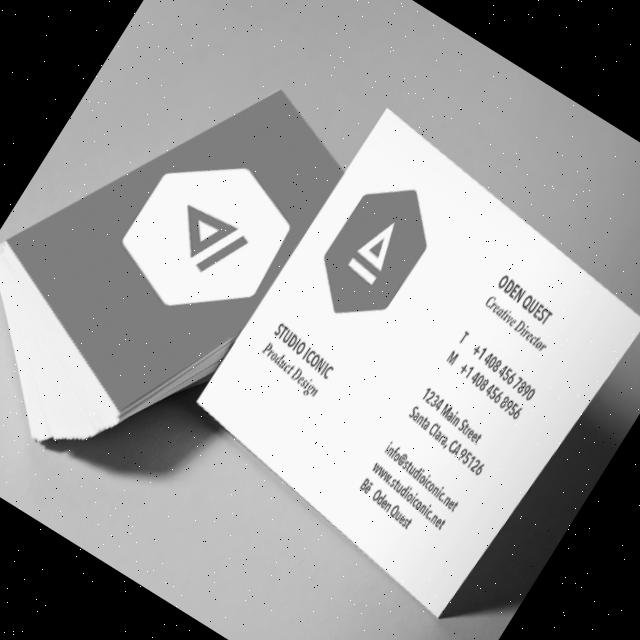 STUDIO ICONIC
Product Design
ODEN QUEST
Creative Director
T +1 408 456 7890
M +1 408 456 8956
1234 Main Street
Santa Clara, CA 95126
info@studioiconic.net
www.studioiconic.net
Bē Oden Quest